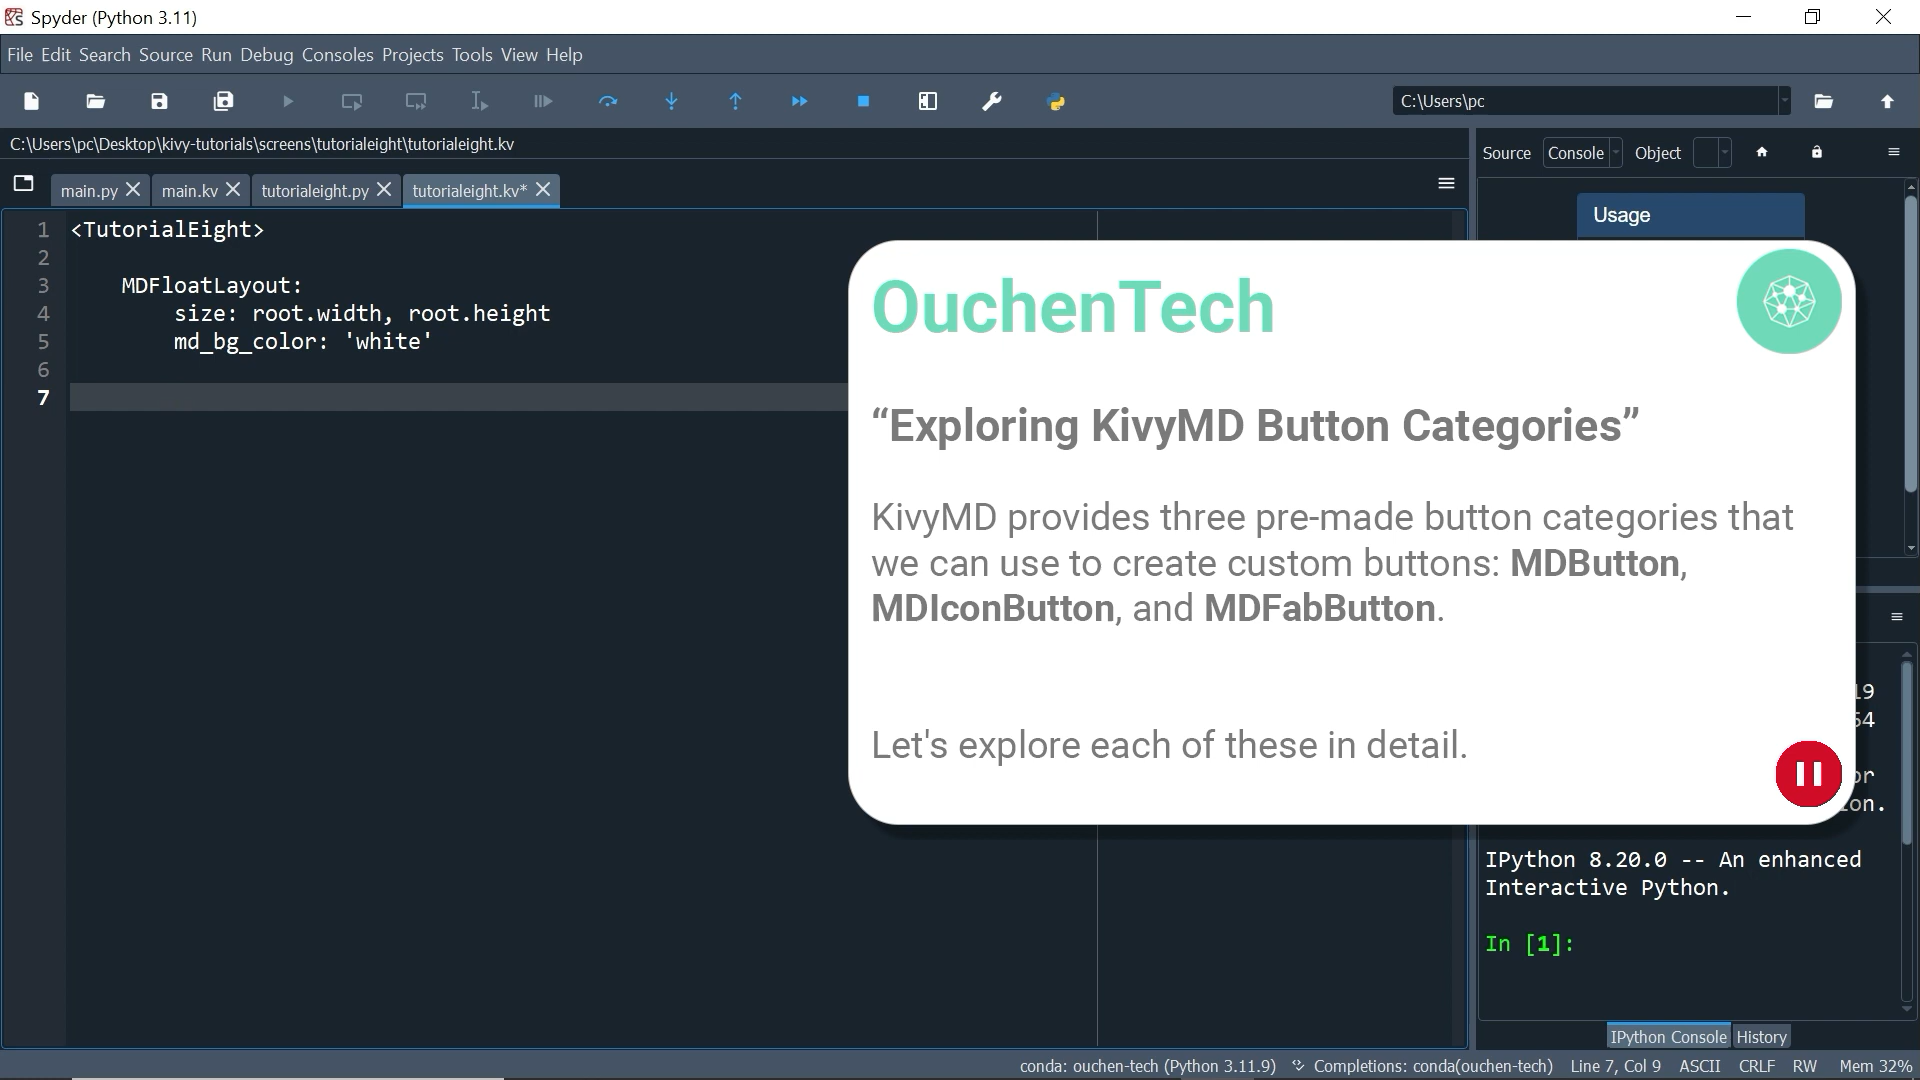 Spyder (Python 3.11)
File Edit Search Source Run Debug Consoles Projects Tools View Help
C:\Users\pc
C:\Users\pc\Desktop\kivy-tutorials\screens\tutorialeight\tutorialeight.kv
Source Console Object
main.py main.kv tutorialeight.py tutorialeight.kv*
Usage
1 <TutorialEight>
2
3 MDFloatLayout:
4 size: root.width, root.height
5 md_bg_color: 'white'
6
7
OuchenTech
“Exploring KivyMD Button Categories”
KivyMD provides three pre-made button categories that
we can use to create custom buttons: MDButton,
MDIconButton, and MDFabButton.
Let's explore each of these in detail.
IPython 8.20.0 -- An enhanced
Interactive Python.
In [1]:
IPython Console History
conda: ouchen-tech (Python 3.11.9) Completions: conda(ouchen-tech) Line 7, Col 9 ASCII CRLF RW Mem 32%